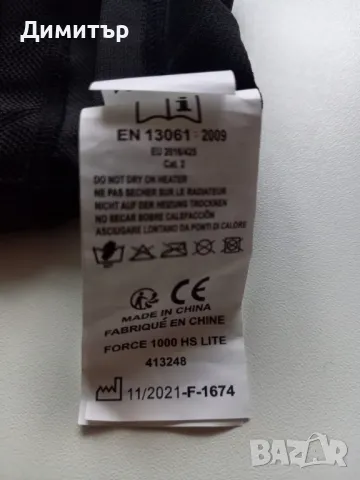 Димитър
EN 13061 : 2009
EU 2016/425
Cat. 2
DO NOT DRY ON HEATER
NE PAS SECHER SUR LE RADIATEUR
NICHT AUF DER HEIZUNG TROCKNEN
NO SECAR SOBRE CALEFACCIÓN
ASCIUGARE LONTANO DA PONTI DI CALORE
CE
MADE IN CHINA
FABRIQUÉ EN CHINE
FORCE 1000 HS LITE
413248
11/2021-F-1674
BAZAR